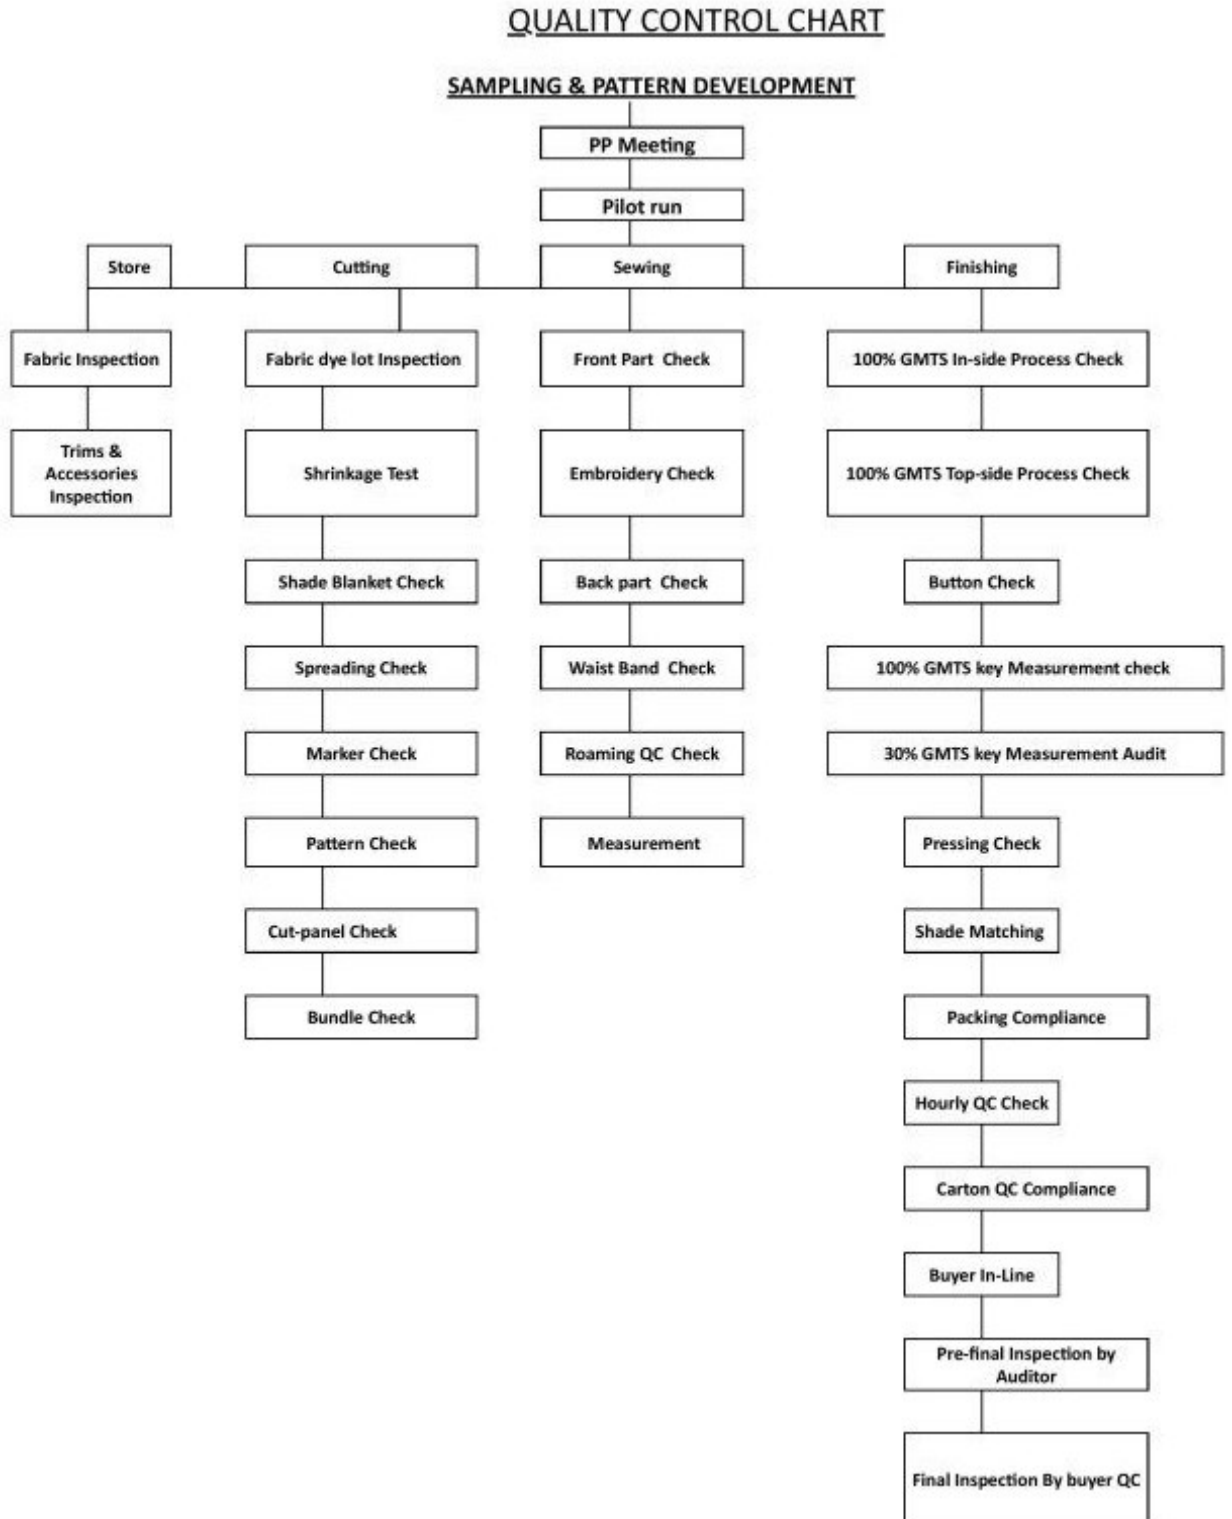 QUALITY CONTROL CHART
SAMPLING & PATTERN DEVELOPMENT
PP Meeting
Pilot run
Store
Cutting
Sewing
Finishing
Fabric Inspection
Fabric dye lot Inspection
Front Part Check
100% GMTS In-side Process Check
Trims &
Accessories
Inspection
Shrinkage Test
Embroidery Check
100% GMTS Top-side Process Check
Shade Blanket Check
Back part Check
Button Check
Spreading Check
Waist Band Check
100% GMTS key Measurement check
Marker Check
Roaming QC Check
30% GMTS key Measurement Audit
Pattern Check
Measurement
Pressing Check
Cut-panel Check
Shade Matching
Bundle Check
Packing Compliance
Hourly QC Check
Carton QC Compliance
Buyer In-Line
Pre-final Inspection by
Auditor
Final Inspection By buyer QC